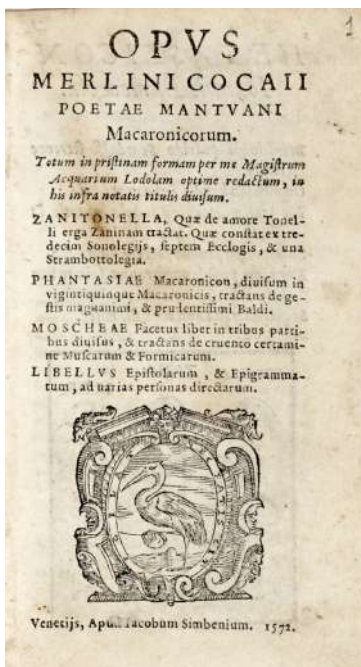 1
OPVS
MERLINI COCAII
POETAE MANTVANI
Macaronicorum.
Totum in pristinam formam per me Magistrum
Acquarium Lodolam optime redactum, in
his infra notatis titulis diuisum.
ZANITONELLA, Quæ de amore Tonel-
li erga Zaninam tractat. Quæ constat ex tre-
decim Sonolegijs, septem Ecclogis, & una
Strambottolegia.
PHANTASIAE Macaronicon, diuisum in
vigintiquinque Macaronicis, tractans de ge-
stis magnanimi, & prudentissimi Baldi.
MOSCHEAE Facetus liber in tribus parti-
bus diuisus, & tractans de cruento certami-
ne Muscarum & Formicarum.
LIBELLVS Epistolarum, & Epigramma-
tum, ad uarias personas directarum.
Venetijs, Apud Iacobum Simbenium. 1572.